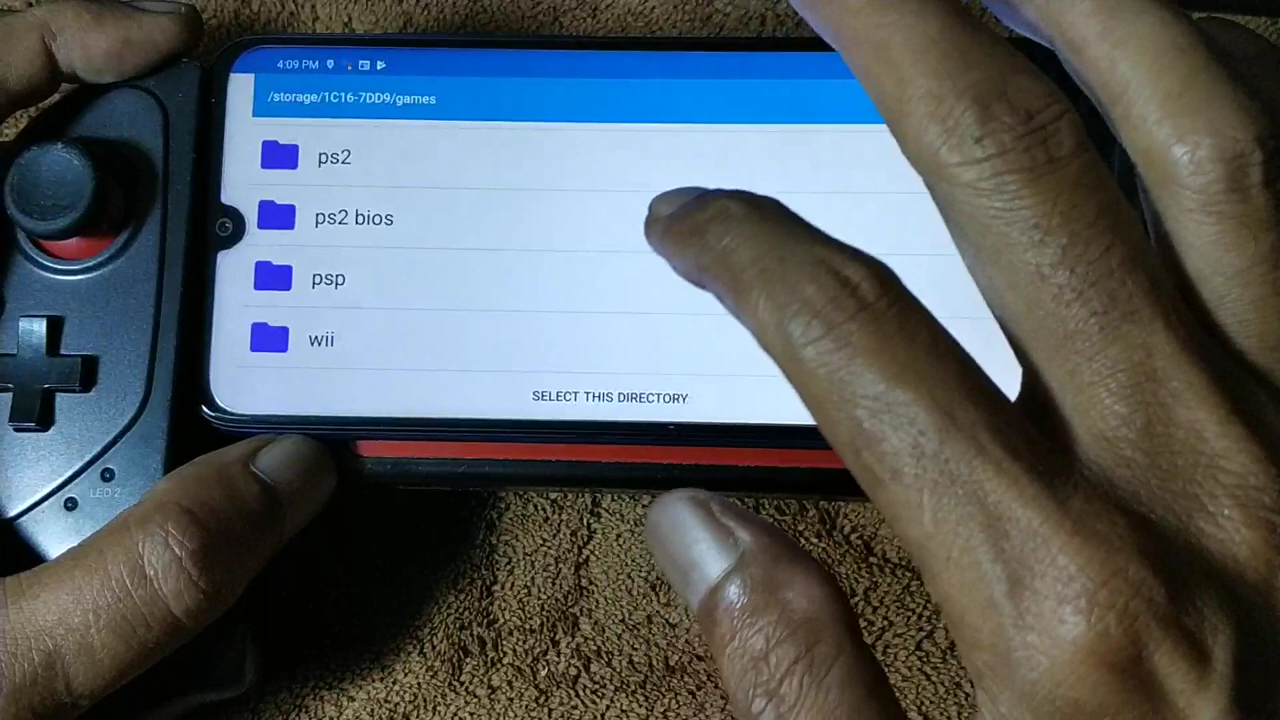 4:09 PM
/storage/1C16-7DD9/games
ps2
ps2 bios
psp
wii
SELECT THIS DIRECTORY
LED 2